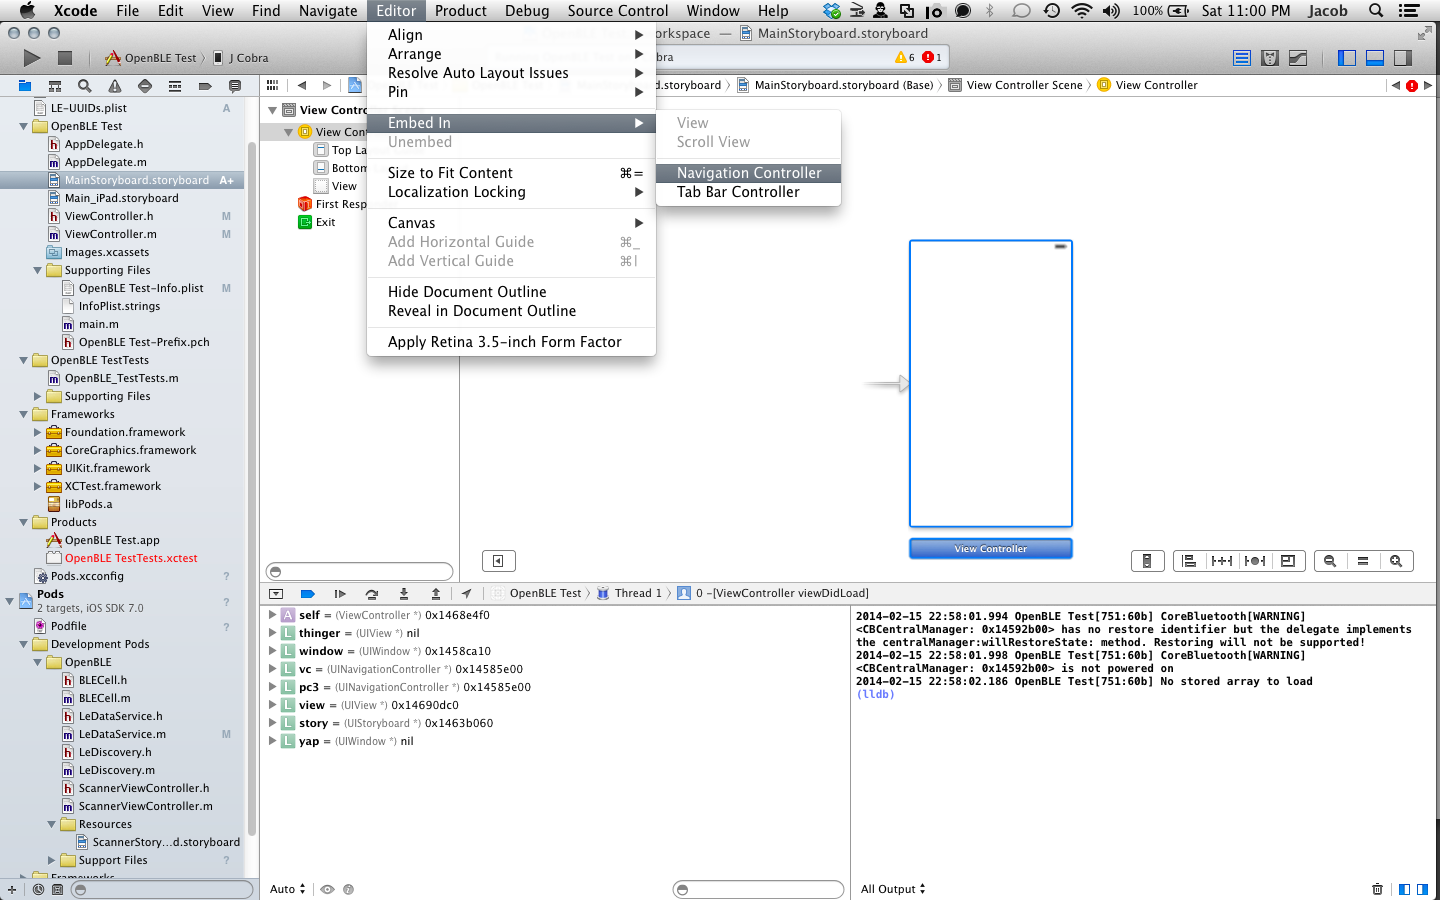 Xcode File Edit View Find Navigate Editor Product Debug Source Control Window Help 100% Sat 11:00 PM Jacob
orkspace — MainStoryboard.storyboard
OpenBLE Test J Cobra
bra 6 1
d.storyboard MainStoryboard.storyboard (Base) View Controller Scene View Controller
LE-UUIDs.plist A
OpenBLE Test
AppDelegate.h
AppDelegate.m
MainStoryboard.storyboard A+
Main_iPad.storyboard
ViewController.h M
ViewController.m M
Images.xcassets
Supporting Files
OpenBLE Test-Info.plist M
InfoPlist.strings
main.m
OpenBLE Test-Prefix.pch
OpenBLE TestTests
OpenBLE_TestTests.m
Supporting Files
Frameworks
Foundation.framework
CoreGraphics.framework
UIKit.framework
XCTest.framework
libPods.a
Products
OpenBLE Test.app
OpenBLE TestTests.xctest
Pods.xcconfig ?
Pods
2 targets, iOS SDK 7.0 ?
Podfile ?
Development Pods
OpenBLE
BLECell.h
BLECell.m
LeDataService.h
LeDataService.m M
LeDiscovery.h
LeDiscovery.m
ScannerViewController.h
ScannerViewController.m
Resources
ScannerStory...d.storyboard
Support Files ?
Frameworks
View Controller
View Con
Top La
Bottom
View
First Resp
Exit
Align
Arrange
Resolve Auto Layout Issues
Pin
Embed In
Unembed
Size to Fit Content ⌘=
Localization Locking
Canvas
Add Horizontal Guide ⌘_
Add Vertical Guide ⌘|
Hide Document Outline
Reveal in Document Outline
Apply Retina 3.5-inch Form Factor
View
Scroll View
Navigation Controller
Tab Bar Controller
View Controller
OpenBLE Test Thread 1 0 -[ViewController viewDidLoad]
A self = (ViewController *) 0x1468e4f0
L thinger = (UIView *) nil
L window = (UIWindow *) 0x1458ca10
L vc = (UINavigationController *) 0x14585e00
L pc3 = (UINavigationController *) 0x14585e00
L view = (UIView *) 0x14690dc0
L story = (UIStoryboard *) 0x1463b060
L yap = (UIWindow *) nil
Auto
2014-02-15 22:58:01.994 OpenBLE Test[751:60b] CoreBluetooth[WARNING]
<CBCentralManager: 0x14592b00> has no restore identifier but the delegate implements
the centralManager:willRestoreState: method. Restoring will not be supported!
2014-02-15 22:58:01.998 OpenBLE Test[751:60b] CoreBluetooth[WARNING]
<CBCentralManager: 0x14592b00> is not powered on
2014-02-15 22:58:02.186 OpenBLE Test[751:60b] No stored array to load
(lldb)
All Output